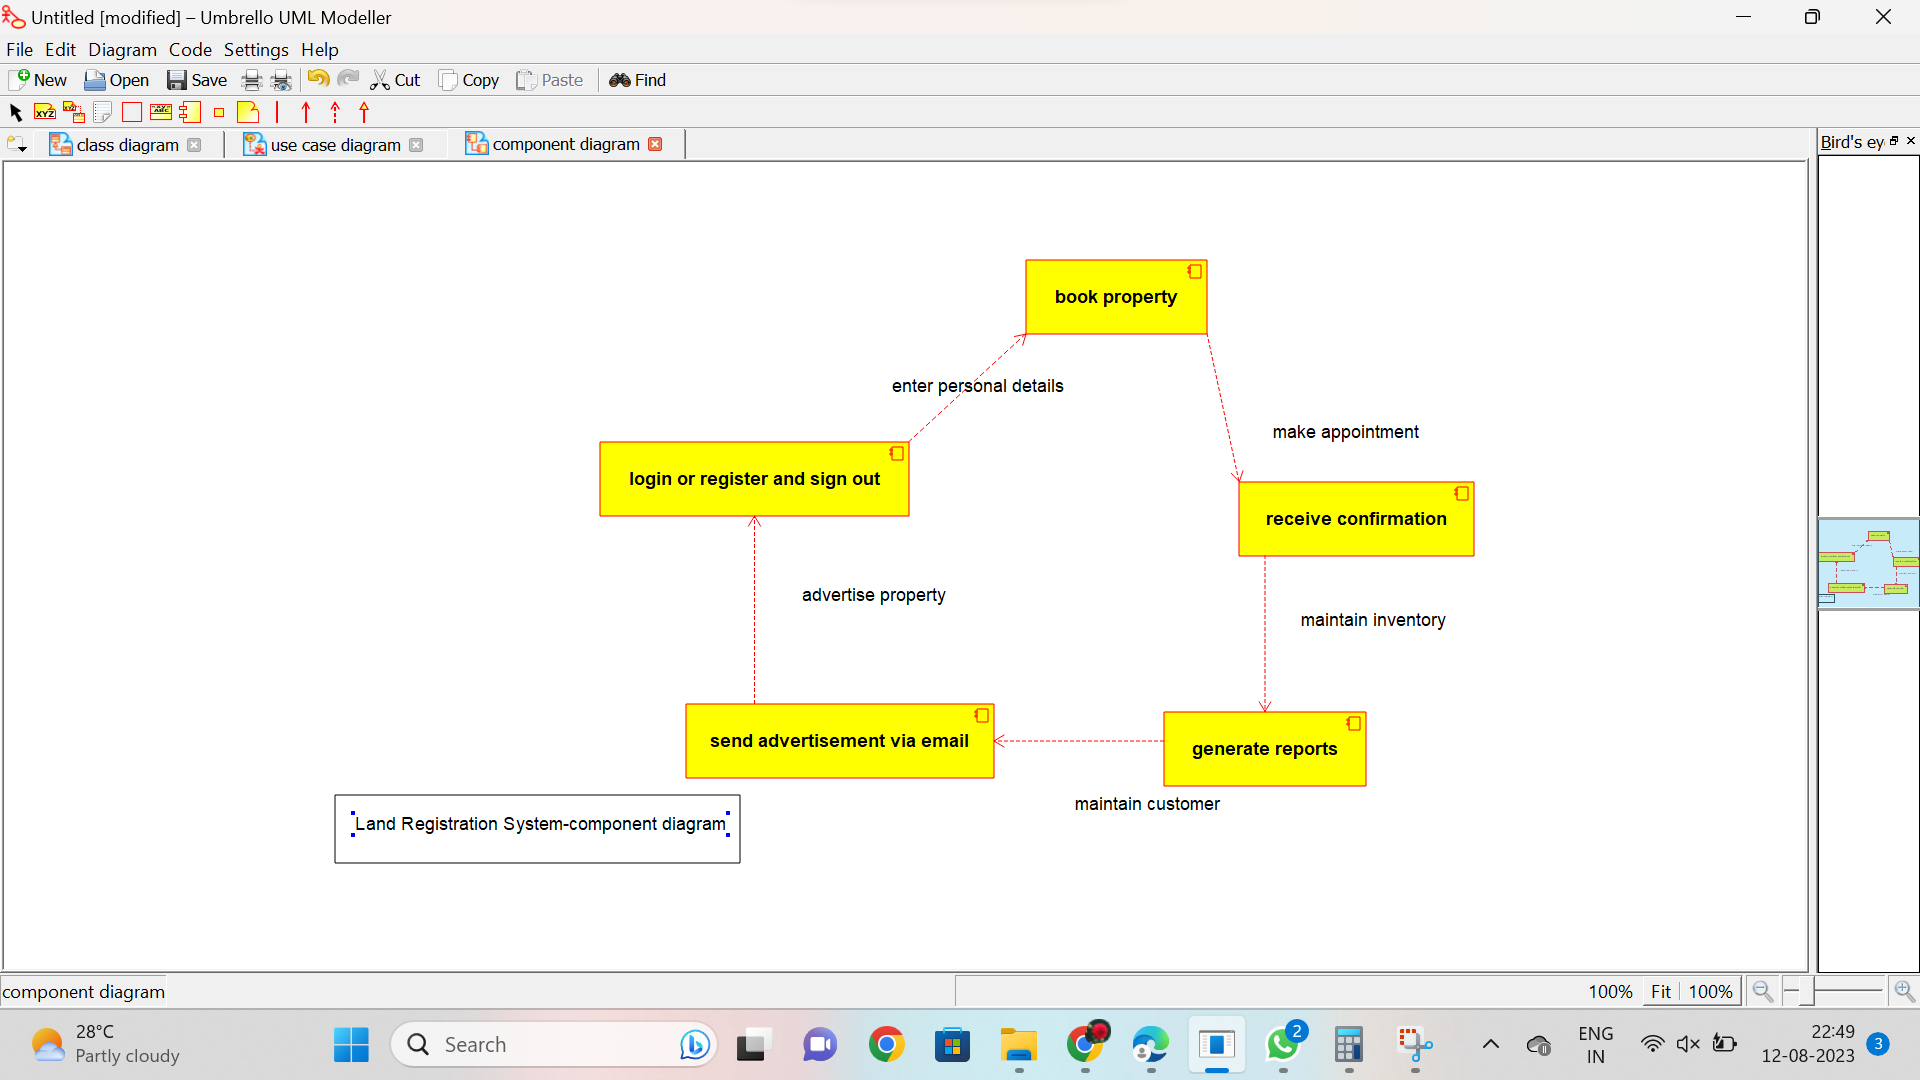 Untitled [modified] – Umbrello UML Modeller
File Edit Diagram Code Settings Help
New Open Save Cut Copy Paste Find
XYZ
class diagram use case diagram component diagram
Bird's ey
book property
enter personal details
make appointment
login or register and sign out
receive confirmation
advertise property
maintain inventory
send advertisement via email
generate reports
maintain customer
Land Registration System-component diagram
component diagram
100% Fit 100%
28°C
Partly cloudy
Search
2
ENG
IN
22:49
12-08-2023
3